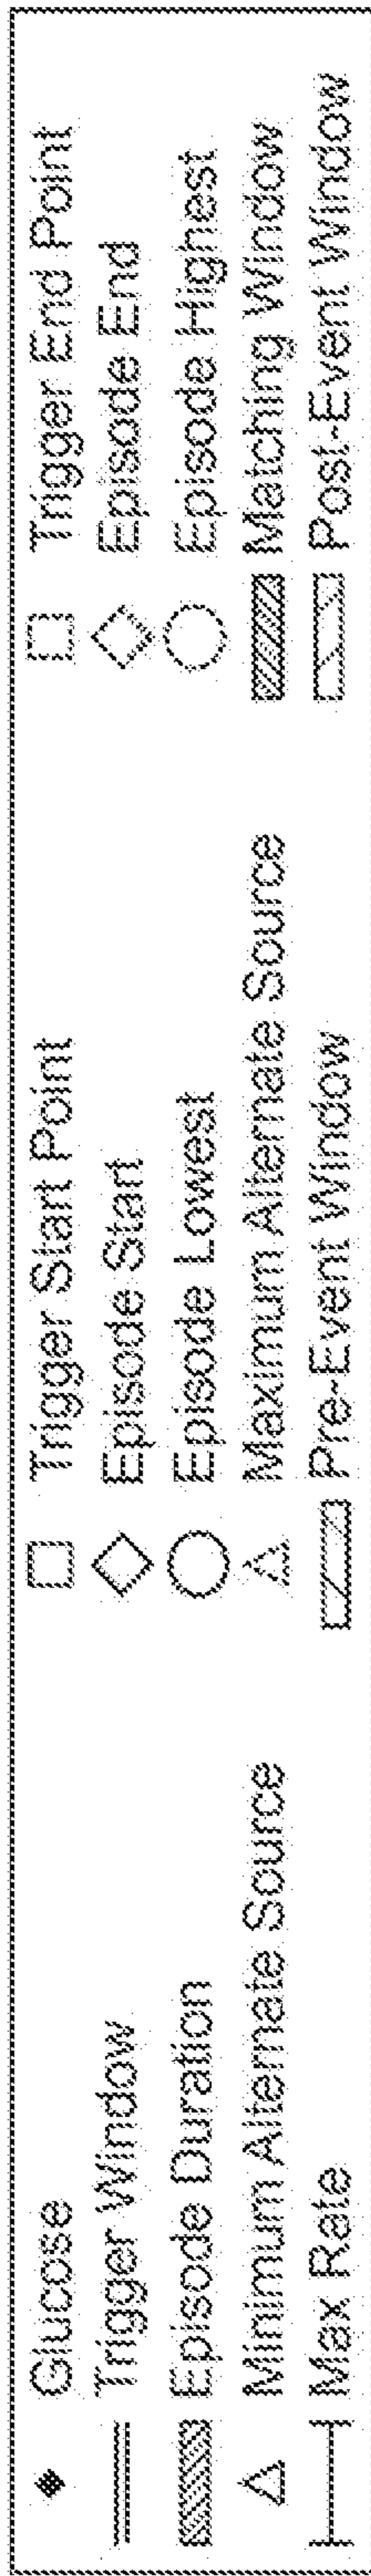 Glucose
Trigger Window
Episode Duration
Minimum Alternate Source
Max Rate
Trigger Start Point
Episode Start
Episode Lowest
Maximum Alternate Source
Pre-Event Window
Trigger End Point
Episode End
Episode Highest
Matching Window
Post-Event Window